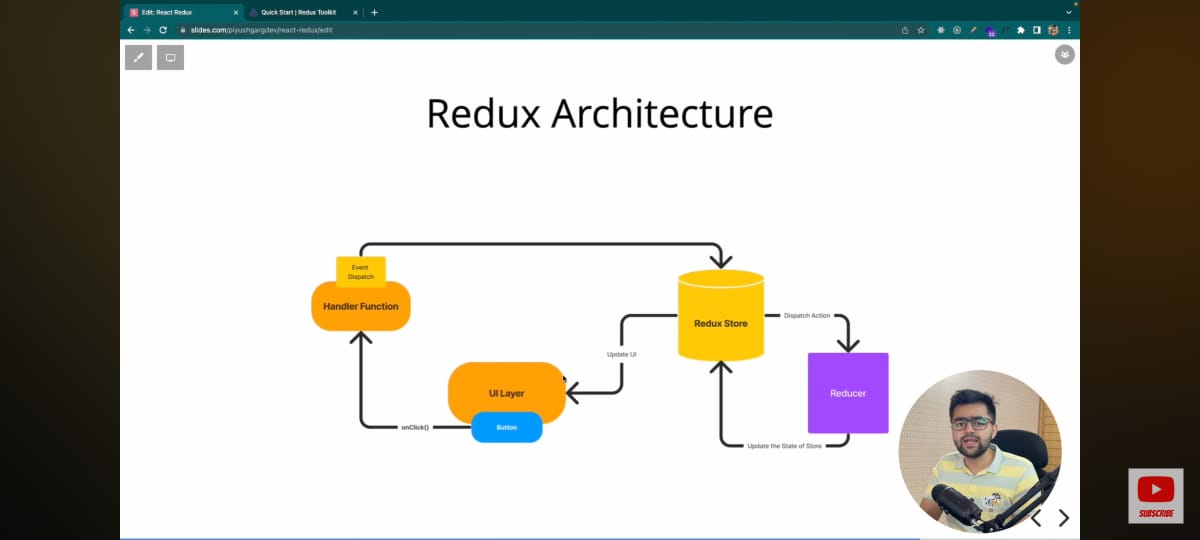 Edit: React Redux
Quick Start | Redux Toolkit
slides.com/piyushgargdev/react-redux/edit
Redux Architecture
Event
Dispatch
Handler Function
Redux Store
Dispatch Action
Update UI
UI Layer
Reducer
onClick()
Button
Update the State of Store
SUBSCRIBE